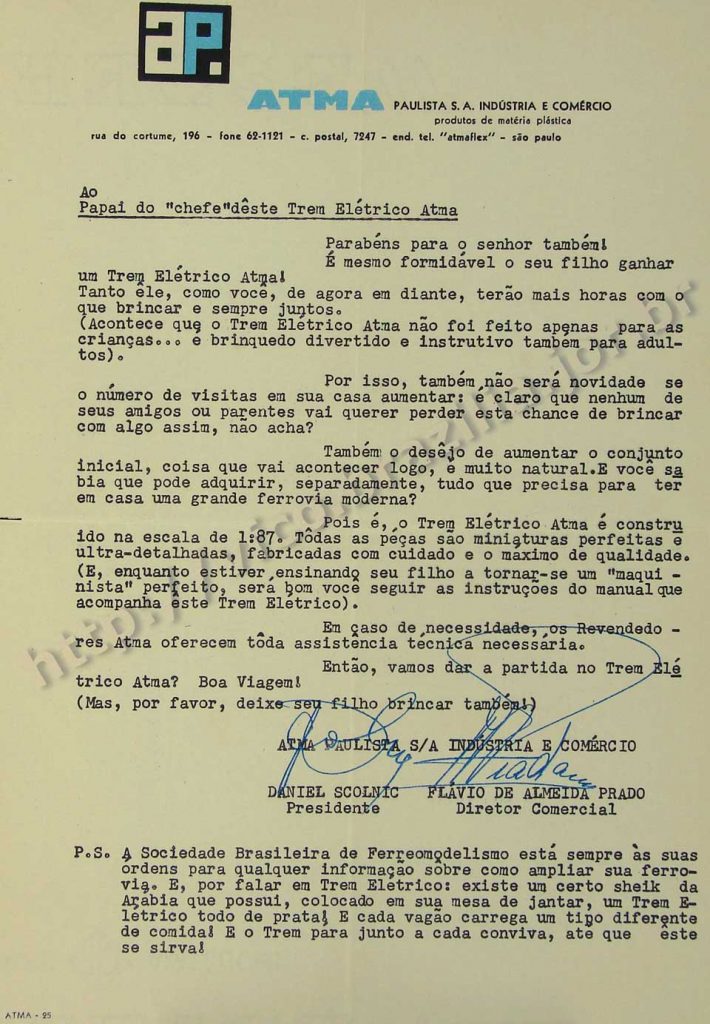 ap.
ATMA PAULISTA S. A. INDÚSTRIA E COMÉRCIO
produtos de matéria plástica
rua do cortume, 196 - fone 62-1121 - c. postal, 7247 - end. tel. "atmaflex" - são paulo
Ao
Papai do "chefe"dêste Trem Elétrico Atma
Parabéns para o senhor também!
É mesmo formidável o seu filho ganhar
um Trem Elétrico Atma!
Tanto êle, como você, de agora em diante, terão mais horas com o
que brincar e sempre juntos.
(Acontece que o Trem Elétrico Atma não foi feito apenas para as
crianças... e brinquedo divertido e instrutivo também para adul-
tos).
Por isso, também não será novidade se
o número de visitas em sua casa aumentar: é claro que nenhum de
seus amigos ou parentes vai querer perder esta chance de brincar
com algo assim, não acha?
Também o desêjo de aumentar o conjunto
inicial, coisa que vai acontecer logo, é muito natural.E você sa
bia que pode adquirir, separadamente, tudo que precisa para ter
em casa uma grande ferrovia moderna?
Pois é, o Trem Elétrico Atma é constru
ido na escala de 1:87. Tôdas as peças são miniaturas perfeitas e
ultra-detalhadas, fabricadas com cuidado e o maximo de qualidade.
(E, enquanto estiver ensinando seu filho a tornar-se um "maqui -
nista" perfeito, será bom você seguir as instruções do manual que
acompanha êste Trem Eletrico).
Em caso de necessidade, os Revendedo -
res Atma oferecem tôda assistência técnica necessária.
Então, vamos dar a partida no Trem Elé
trico Atma? Boa Viagem!
(Mas, por favor, deixe seu filho brincar também!)
ATMA PAULISTA S/A INDÚSTRIA E COMÉRCIO
DANIEL SCOLNIC FLÁVIO DE ALMEIDA PRADO
Presidente Diretor Comercial
P.S. A Sociedade Brasileira de Ferreomodelismo está sempre às suas
ordens para qualquer informação sobre como ampliar sua ferro-
via. E, por falar em Trem Eletrico: existe um certo sheik da
Arabia que possui, colocado em sua mesa de jantar, um Trem E-
létrico todo de prata! E cada vagão carrega um tipo diferente
de comida! E o Trem para junto a cada conviva, até que êste
se sirva!
ATMA - 25